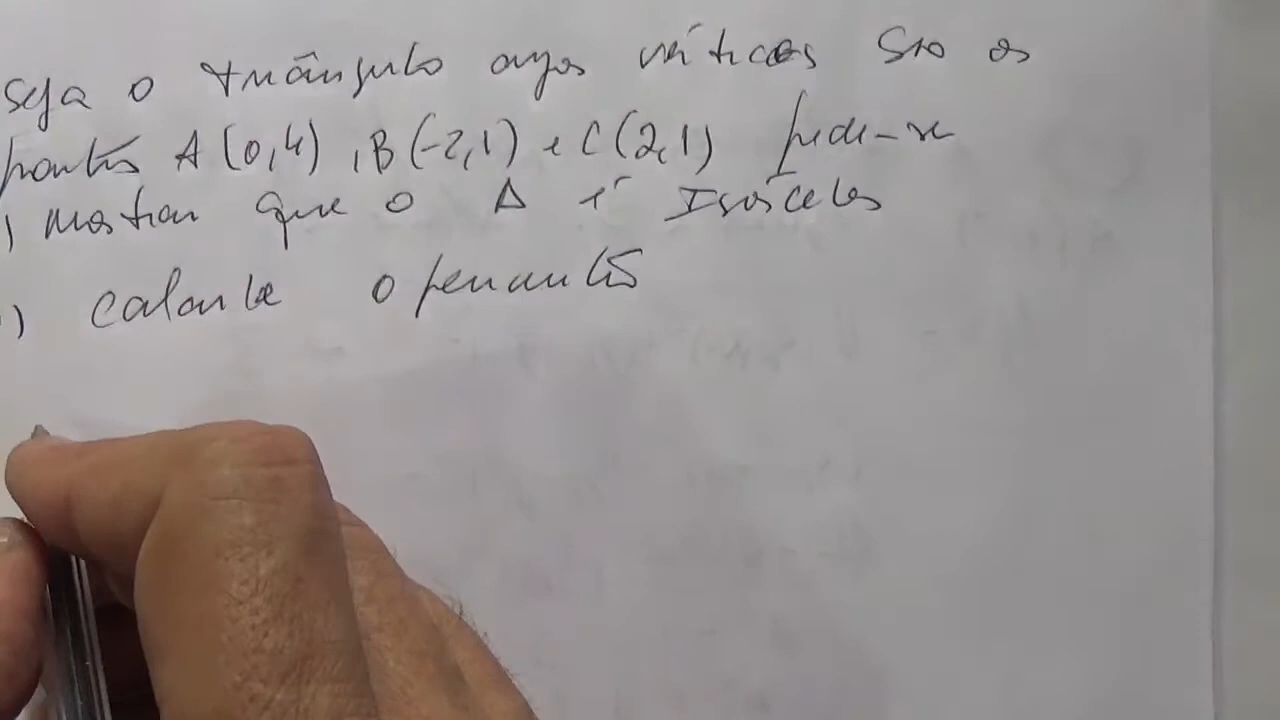 Seja o triângulo cujos vértices são os
pontos A(0,4), B(-2,1) e C(2,1) pede-se
) mostrar que o Δ é Isósceles
) calcule o perímetro